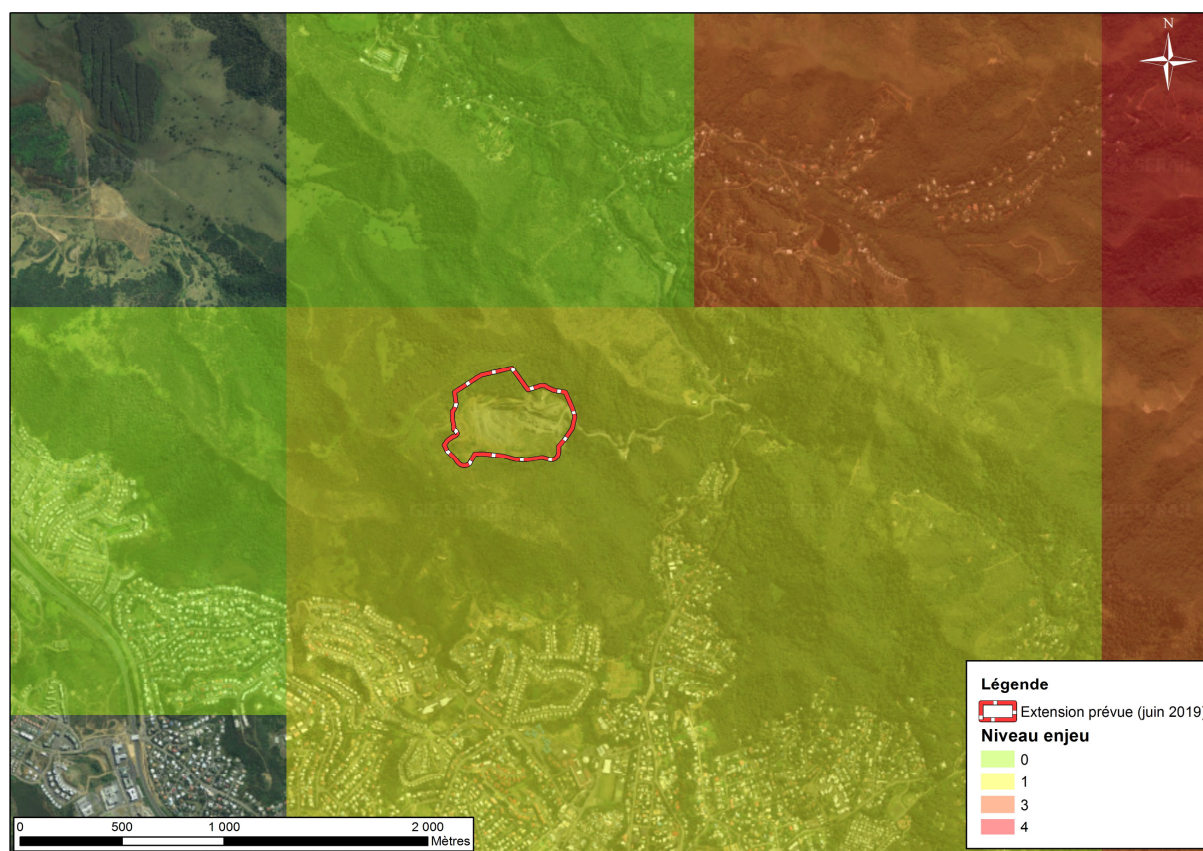 N
Légende
Extension prévue (juin 2019)
Niveau enjeu
0
1
3
4
0 500 1 000 2 000
Mètres